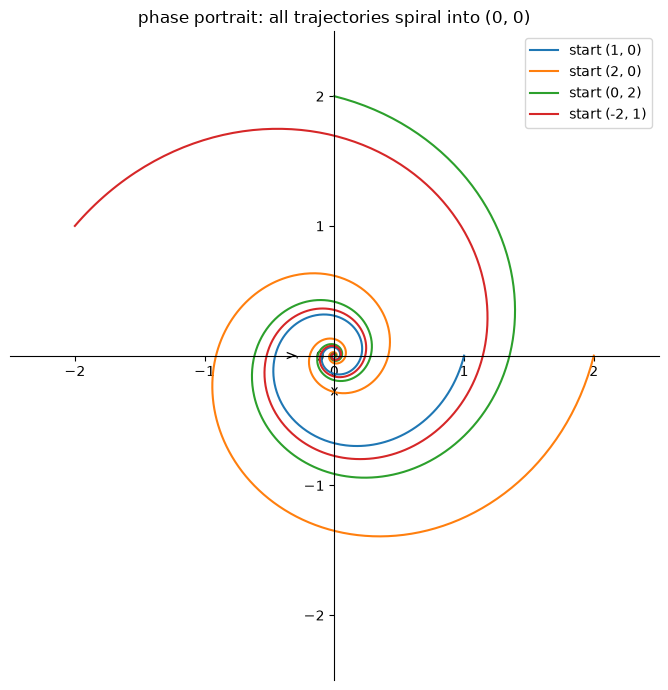 phase portrait: all trajectories spiral into (0, 0)
start (1, 0)
start (2, 0)
start (0, 2)
start (-2, 1)
2
1
y
−2
−1
0
1
2
x
−1
−2